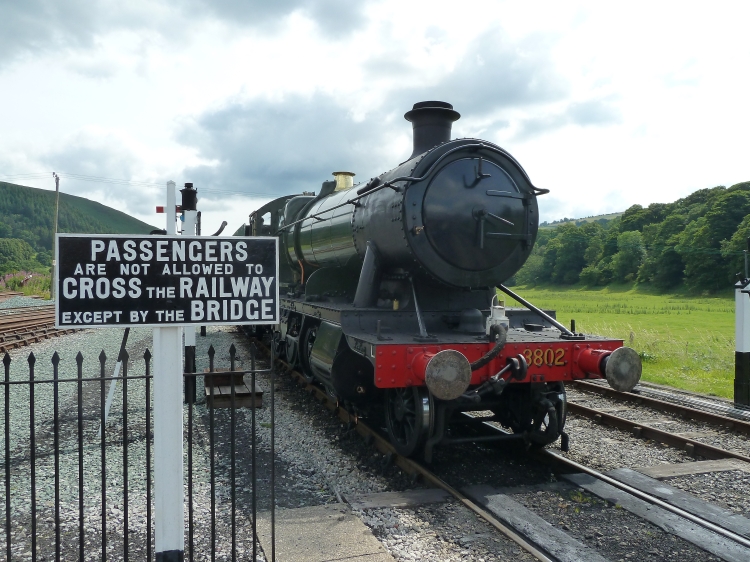 PASSENGERS
ARE NOT ALLOWED TO
CROSS THE RAILWAY
EXCEPT BY THE BRIDGE
3802